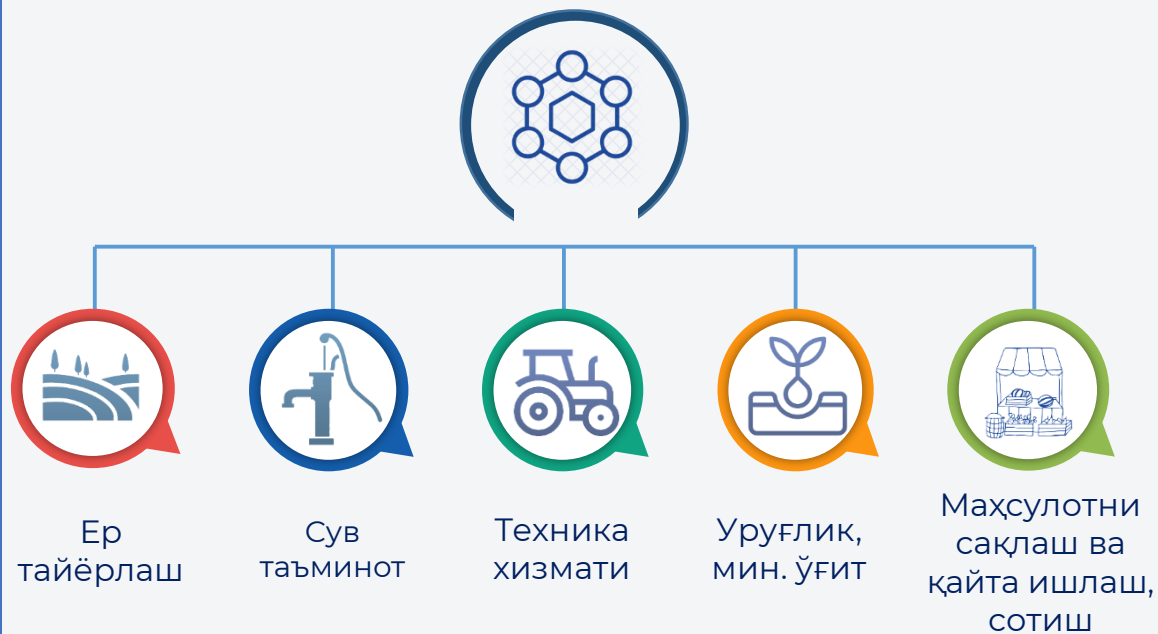 Ер
тайёрлаш
Сув
таъминот
Техника
хизмати
Уруғлик,
мин. ўғит
Маҳсулотни
сақлаш ва
қайта ишлаш,
сотиш